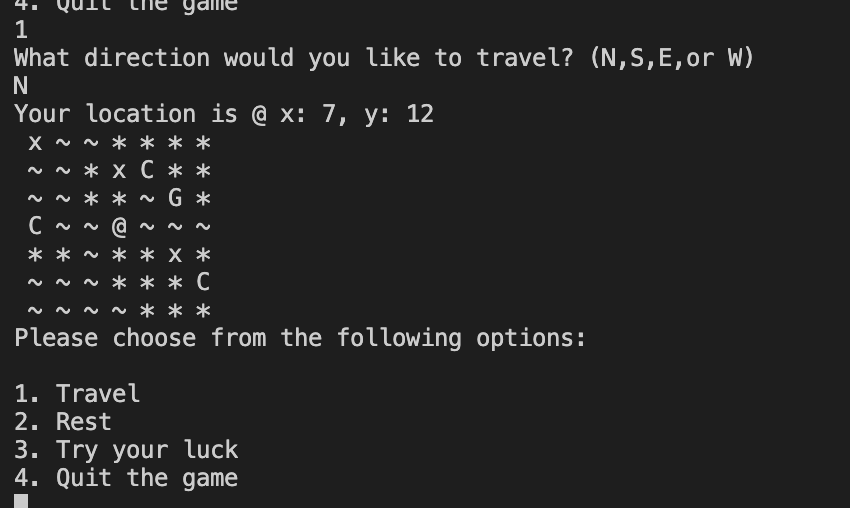 4. Quit the game
1
What direction would you like to travel? (N,S,E,or W)
N
Your location is @ x: 7, y: 12
x ~ ~ * * * *
~ ~ * x C * *
~ ~ * * ~ G *
C ~ ~ @ ~ ~ ~
* * ~ * * x *
~ ~ ~ * * * C
~ ~ ~ ~ * * *
Please choose from the following options:
1. Travel
2. Rest
3. Try your luck
4. Quit the game